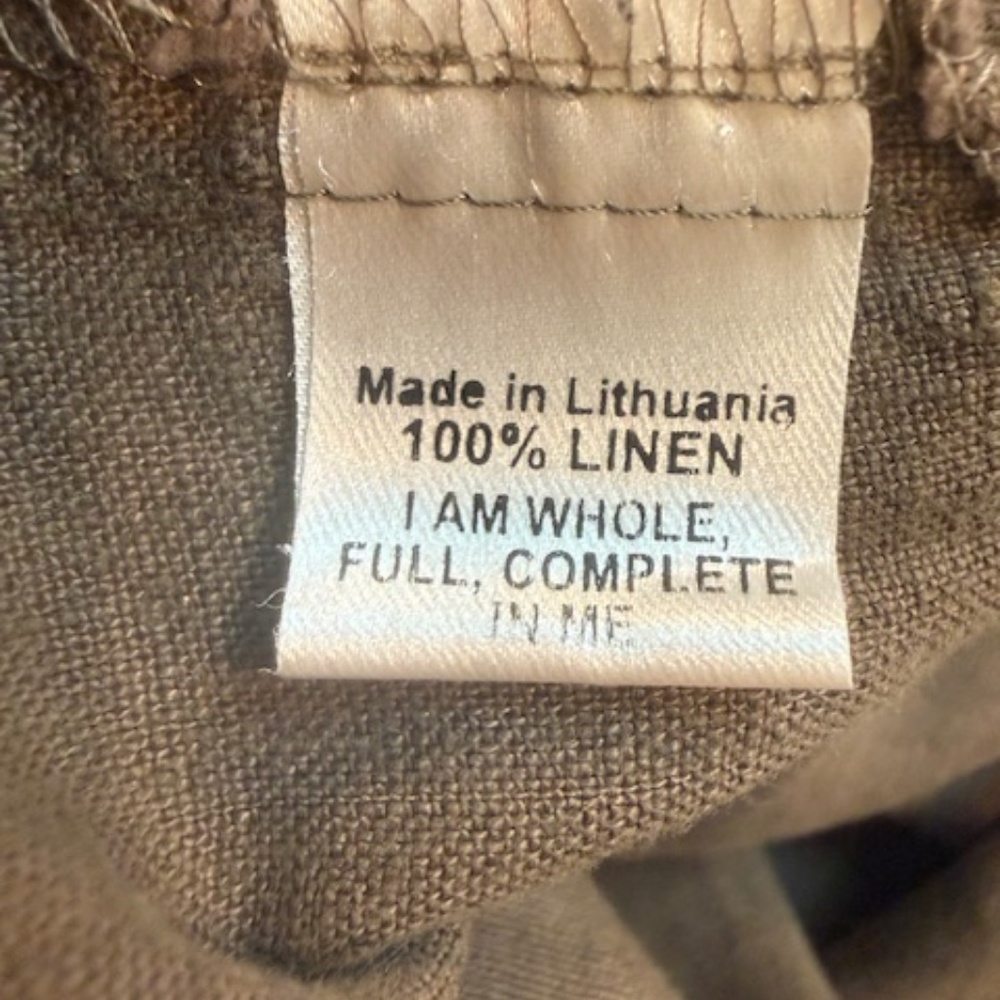 Made in Lithuania
100% LINEN
I AM WHOLE,
FULL, COMPLETE
IN ME